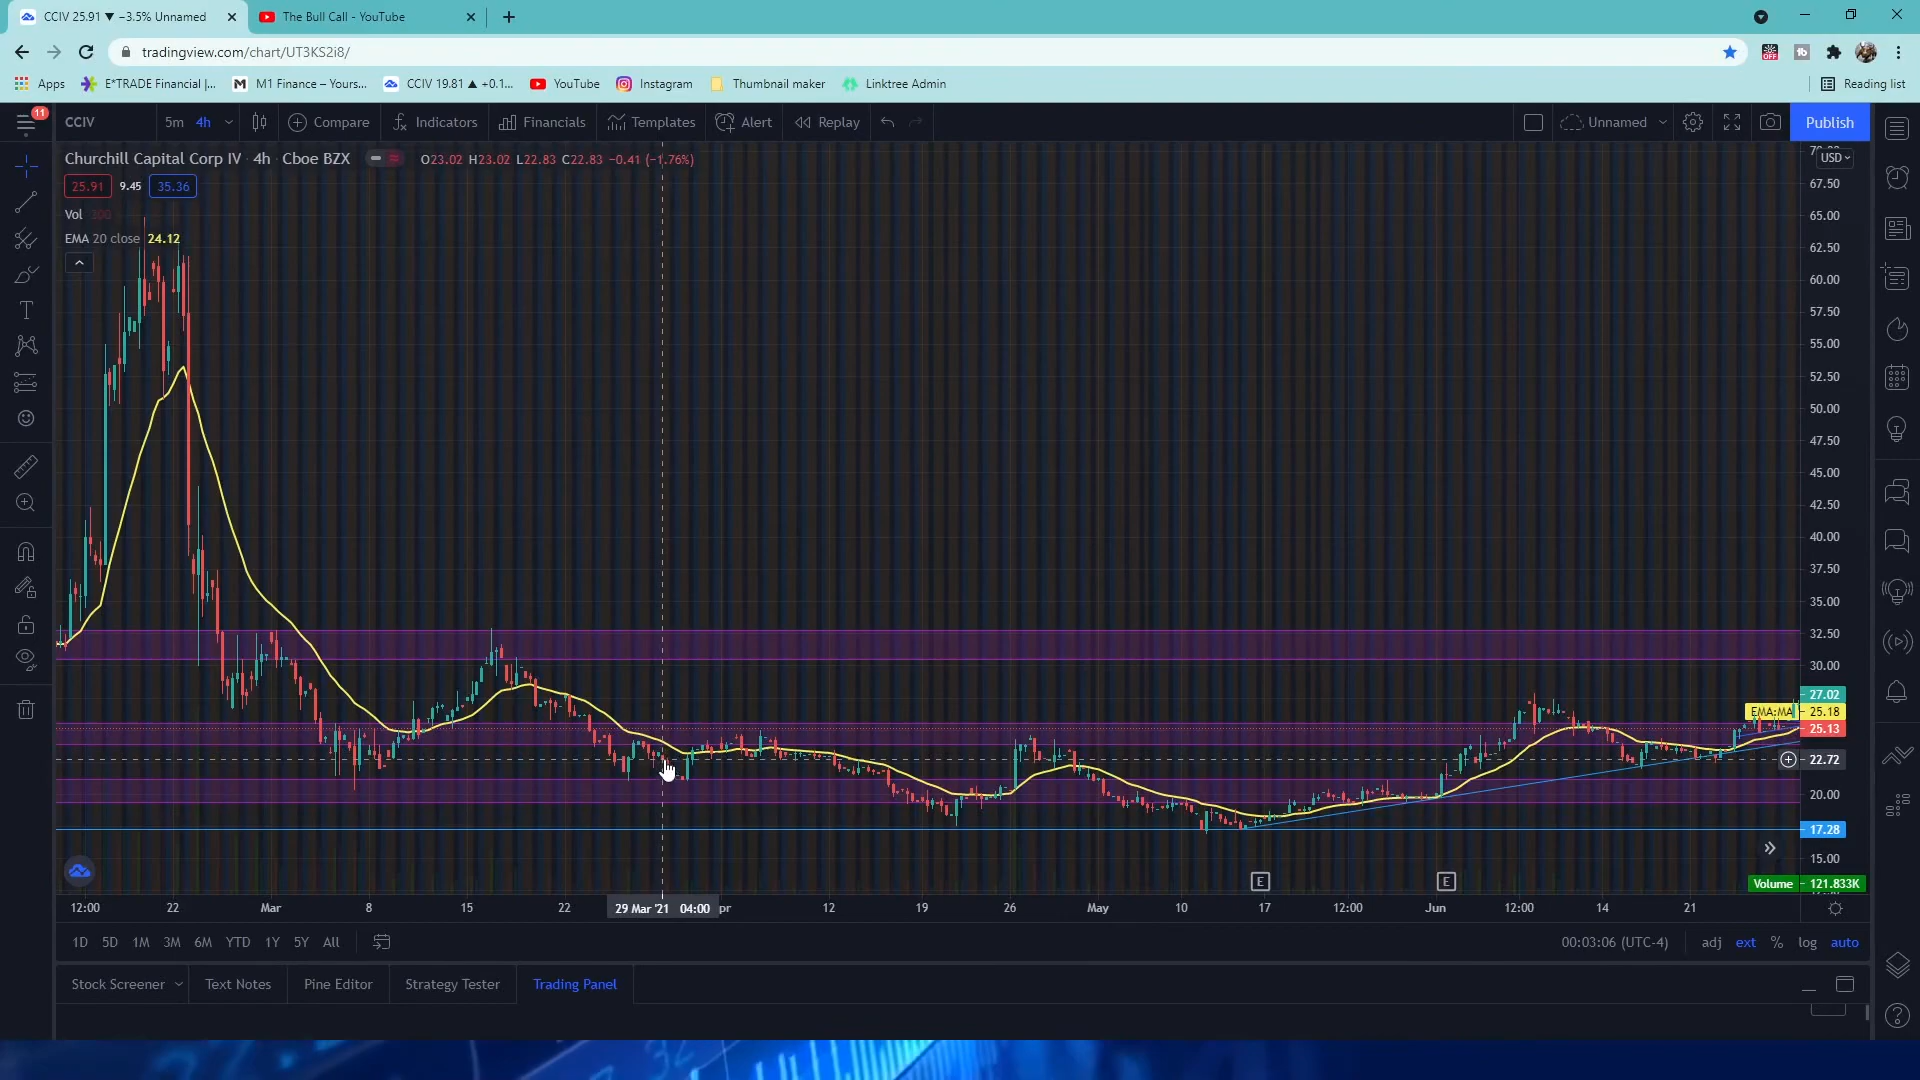 CCIV 25.91 ▼ −3.5% Unnamed
The Bull Call - YouTube
tradingview.com/chart/UT3KS2i8/
Apps
E*TRADE Financial |...
M1 Finance – Yours...
CCIV 19.81 ▲ +0.1...
YouTube
Instagram
Thumbnail maker
Linktree Admin
Reading list
11
CCIV
5m
4h
Compare
Indicators
Financials
Templates
Alert
Replay
Unnamed
Publish
Churchill Capital Corp IV · 4h · Cboe BZX
O23.02 H23.02 L22.83 C22.83 −0.41 (−1.76%)
USD
25.91
9.45
35.36
Vol 200
EMA 20 close 24.12
67.50
65.00
62.50
60.00
57.50
55.00
52.50
50.00
47.50
45.00
42.50
40.00
37.50
35.00
32.50
30.00
27.02
EMA:MA 25.18
25.13
22.72
20.00
17.28
15.00
E
E
Volume 121.833K
12:00
22
Mar
8
15
22
29 Mar '21 04:00
pr
12
19
26
May
10
17
12:00
Jun
12:00
14
21
1D
5D
1M
3M
6M
YTD
1Y
5Y
All
00:03:06 (UTC-4)
adj
ext
%
log
auto
Stock Screener
Text Notes
Pine Editor
Strategy Tester
Trading Panel